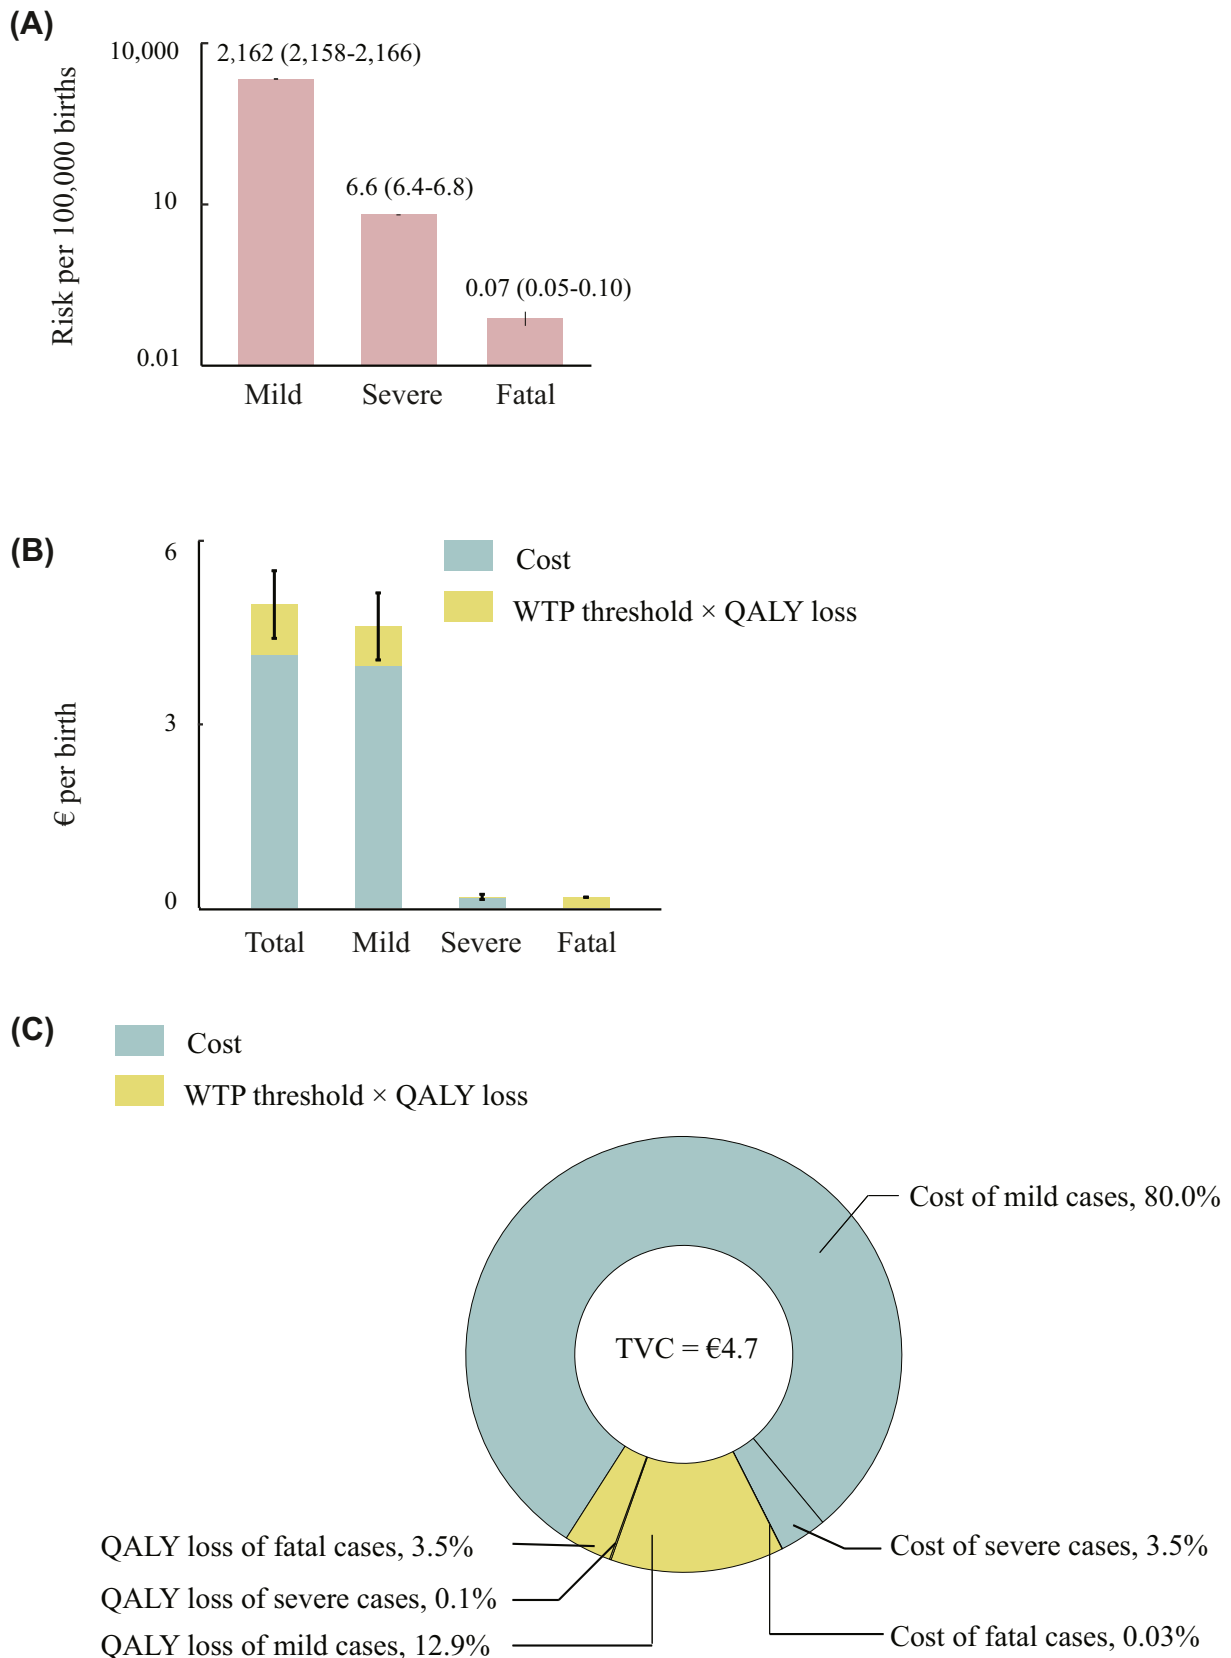 (A)
10,000
10
0.01
Risk per 100,000 births
2,162 (2,158-2,166)
6.6 (6.4-6.8)
0.07 (0.05-0.10)
Mild
Severe
Fatal
(B)
6
3
0
€ per birth
Cost
WTP threshold × QALY loss
Total
Mild
Severe
Fatal
(C)
Cost
WTP threshold × QALY loss
Cost of mild cases, 80.0%
TVC = €4.7
QALY loss of fatal cases, 3.5%
Cost of severe cases, 3.5%
QALY loss of severe cases, 0.1%
QALY loss of mild cases, 12.9%
Cost of fatal cases, 0.03%